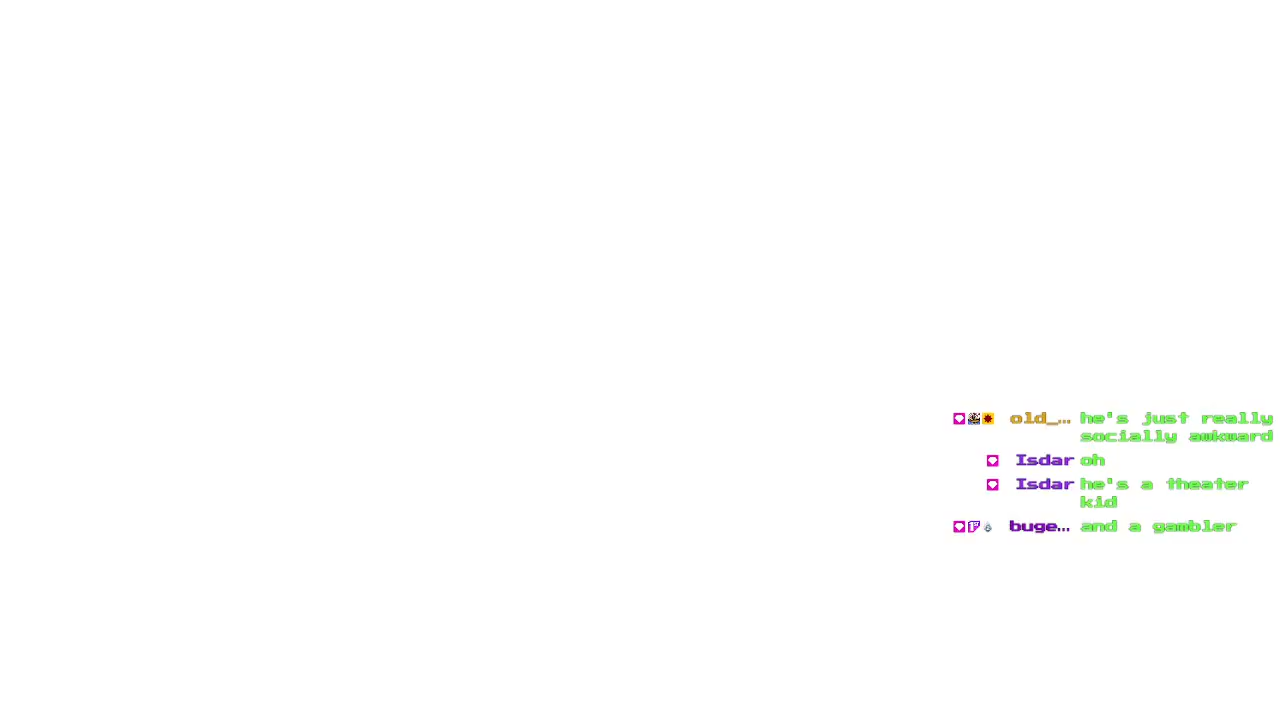 old_... he's just really
socially awkward
Isdar oh
Isdar he's a theater
kid
buge... and a gambler